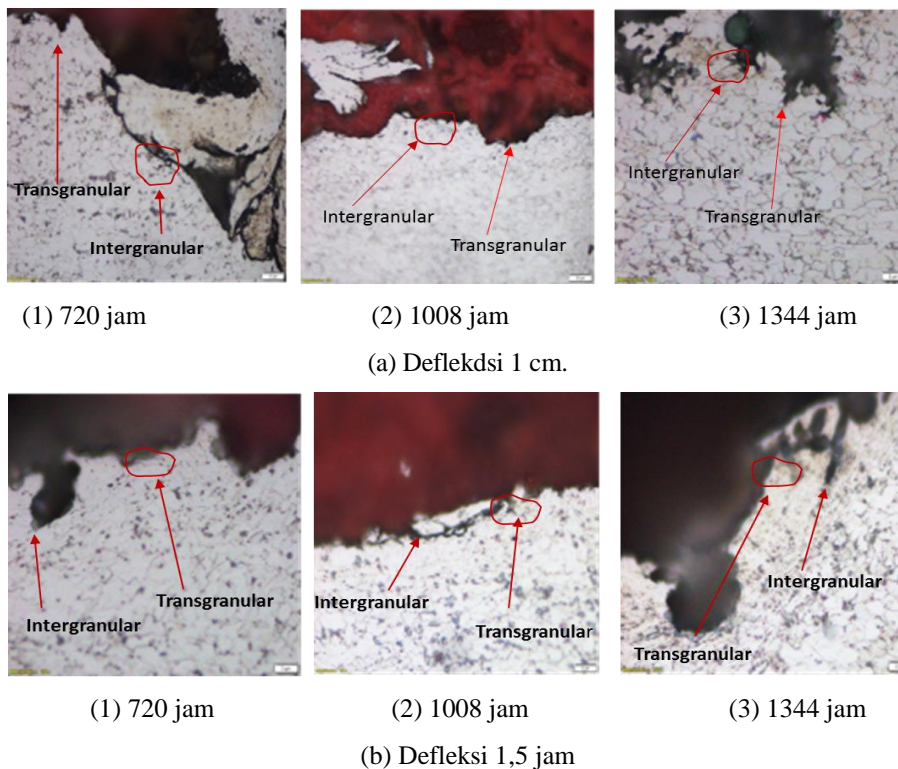 Transgranular
Intergranular
Intergranular
Transgranular
Intergranular
Transgranular
(1) 720 jam
(2) 1008 jam
(3) 1344 jam
(a) Deflekdsi 1 cm.
Intergranular
Transgranular
Intergranular
Transgranular
Intergranular
Transgranular
(1) 720 jam
(2) 1008 jam
(3) 1344 jam
(b) Defleksi 1,5 jam